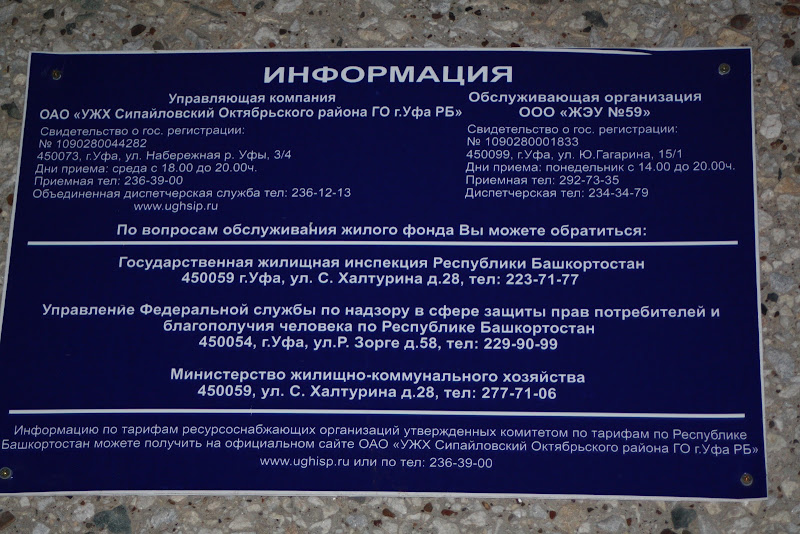 ИНФОРМАЦИЯ
Управляющая компания
ОАО «УЖХ Сипайловский Октябрьского района ГО г.Уфа РБ»
Свидетельство о гос. регистрации:
№ 1090280044282
450073, г.Уфа, ул. Набережная р. Уфы, 3/4
Дни приема: среда с 18.00 до 20.00ч.
Приемная тел: 236-39-00
Объединенная диспетчерская служба тел: 236-12-13
www.ughsip.ru
Обслуживающая организация
ООО «ЖЭУ №59»
Свидетельство о гос. регистрации:
№ 1090280001833
450099, г.Уфа, ул. Ю.Гагарина, 15/1
Дни приема: понедельник с 14.00 до 20.00ч.
Приемная тел: 292-73-35
Диспетчерская тел: 234-34-79
По вопросам обслуживания жилого фонда Вы можете обратиться:
Государственная жилищная инспекция Республики Башкортостан
450059 г.Уфа, ул. С. Халтурина д.28, тел: 223-71-77
Управление Федеральной службы по надзору в сфере защиты прав потребителей и
благополучия человека по Республике Башкортостан
450054, г.Уфа, ул.Р. Зорге д.58, тел: 229-90-99
Министерство жилищно-коммунального хозяйства
450059, ул. С. Халтурина д.28, тел: 277-71-06
Информацию по тарифам ресурсоснабжающих организаций утвержденных комитетом по тарифам по Республике
Башкортостан можете получить на официальном сайте ОАО «УЖХ Сипайловский Октябрьского района ГО г.Уфа РБ»
www.ughisp.ru или по тел: 236-39-00